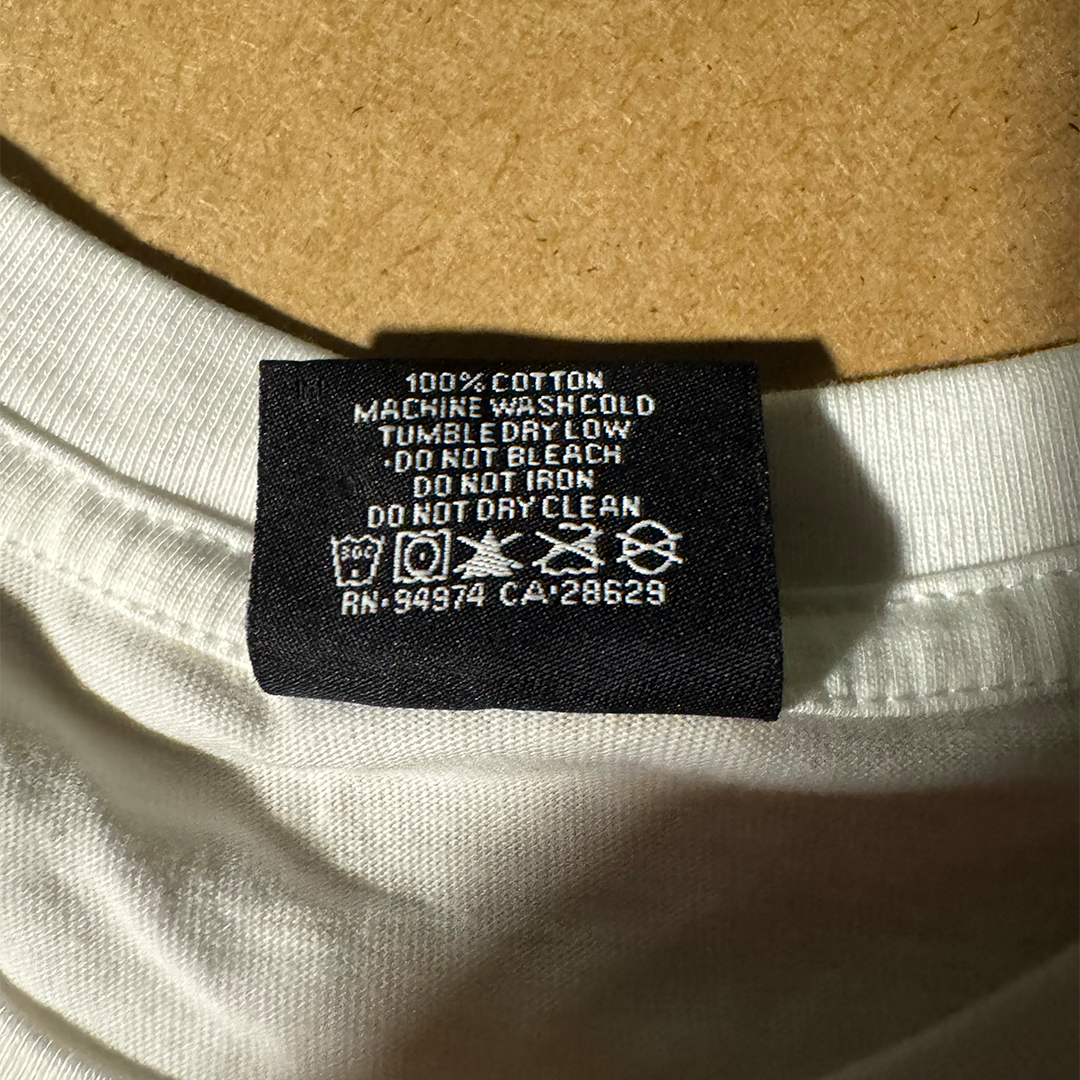 100% COTTON
MACHINE WASH COLD
TUMBLE DRY LOW
·DO NOT BLEACH
DO NOT IRON
DO NOT DRY CLEAN
30C
RN·94974 CA·28629